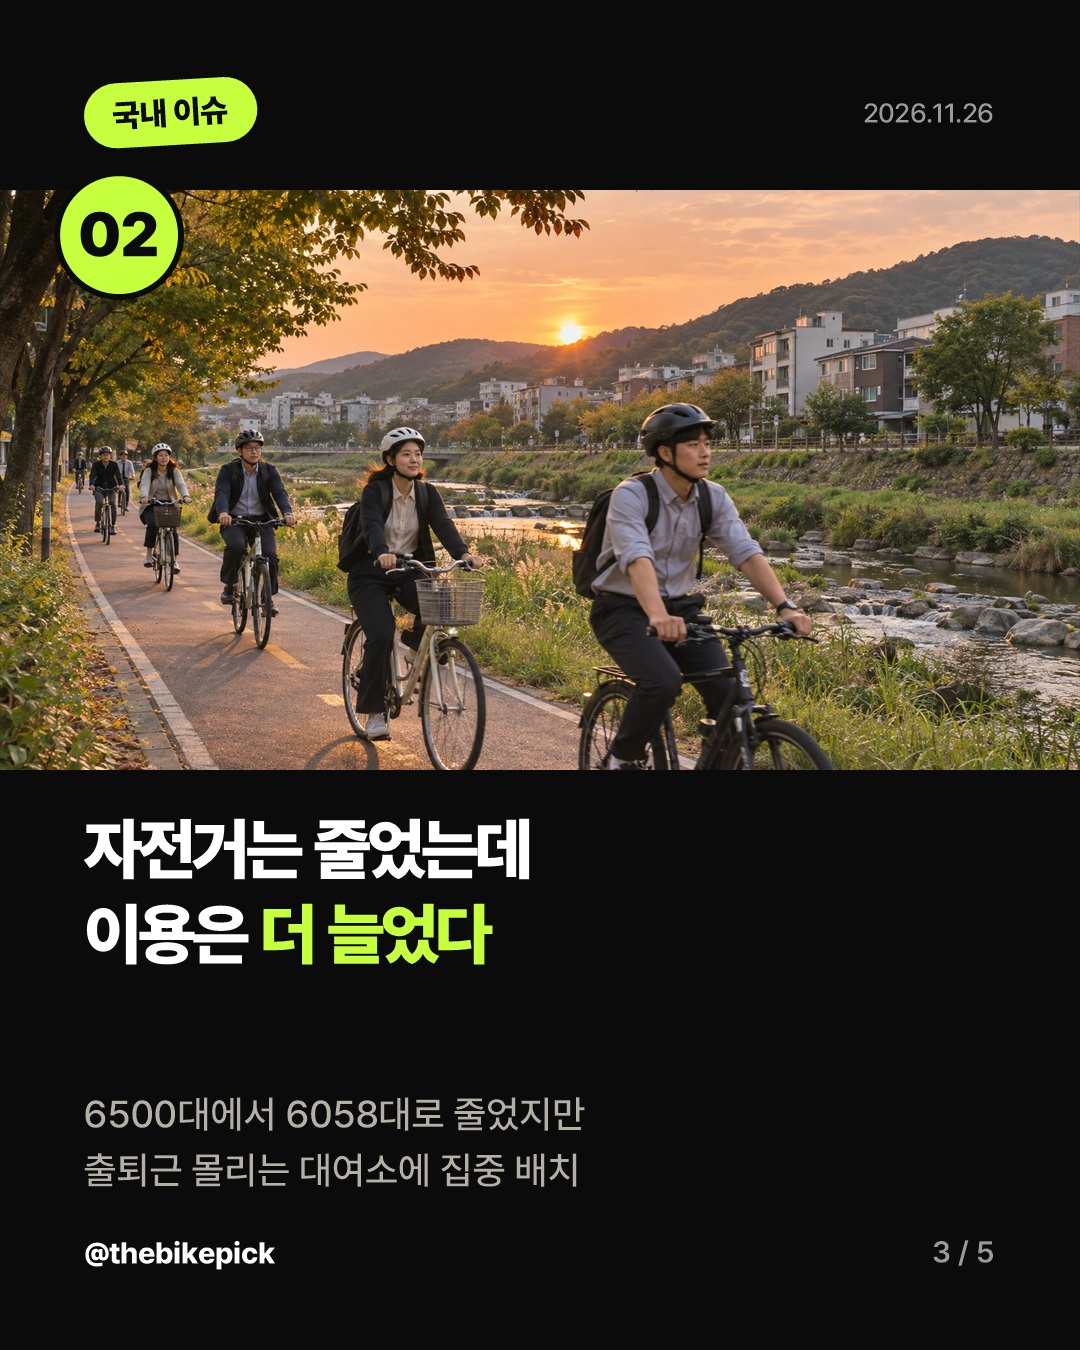 국내 이슈
2026.11.26
02
자전거는 줄었는데
이용은 더 늘었다
6500대에서 6058대로 줄었지만
출퇴근 몰리는 대여소에 집중 배치
@thebikepick
3 / 5